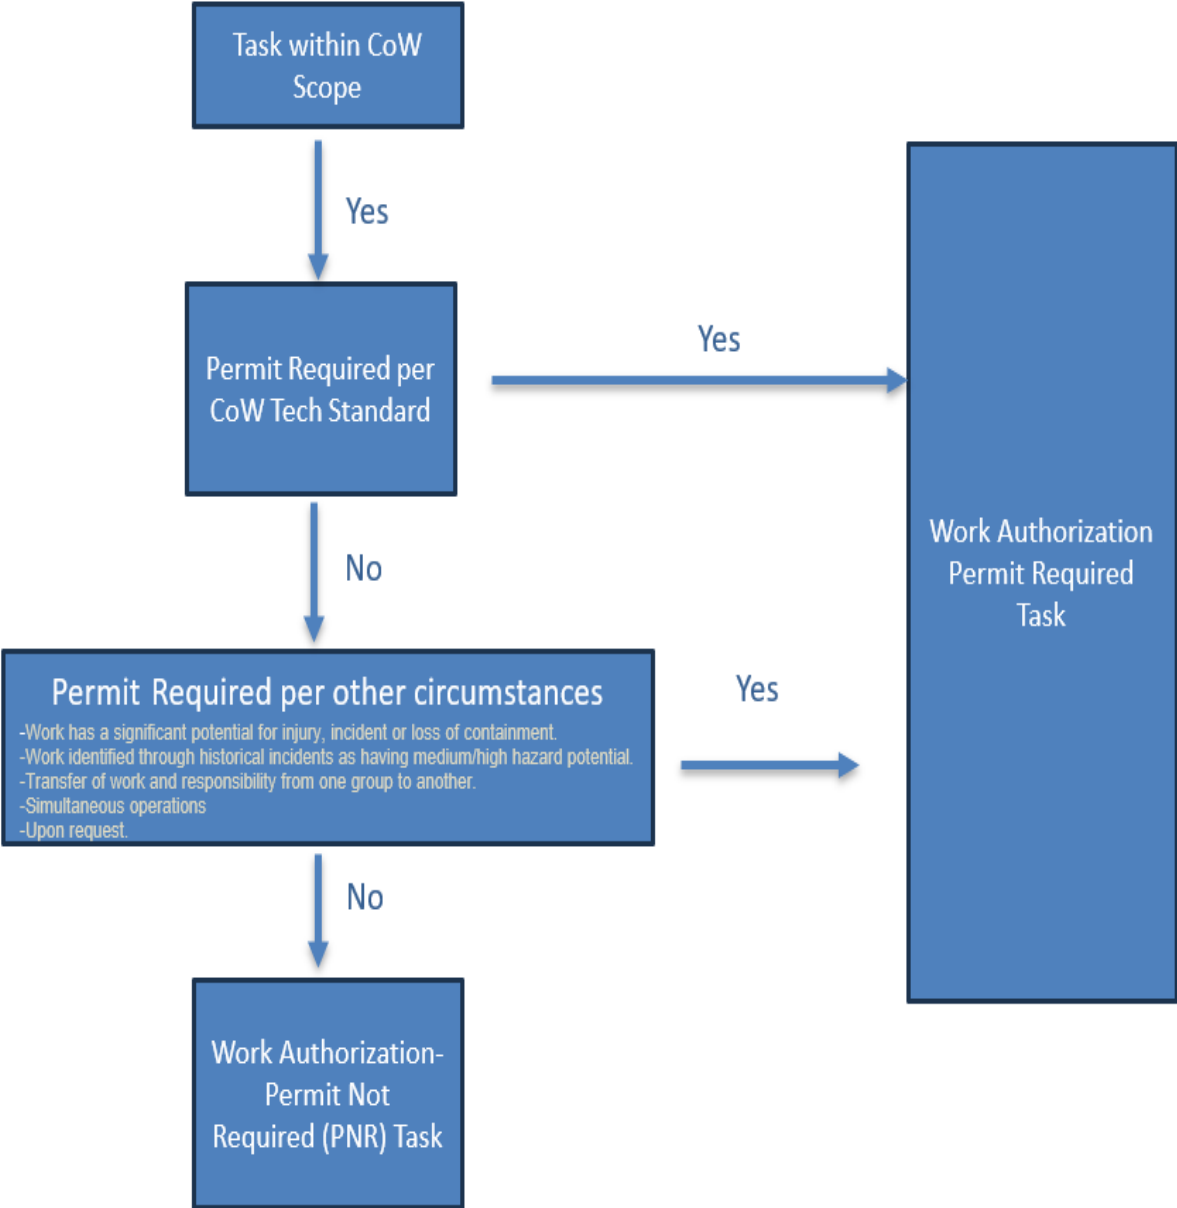 Task within CoW
Scope
Yes
Permit Required per
CoW Tech Standard
Yes
No
Permit Required per other circumstances
-Work has a significant potential for injury, incident or loss of containment.
-Work identified through historical incidents as having medium/high hazard potential.
-Transfer of work and responsibility from one group to another.
-Simultaneous operations
-Upon request.
Yes
No
Work Authorization-
Permit Not
Required (PNR) Task
Work Authorization
Permit Required
Task